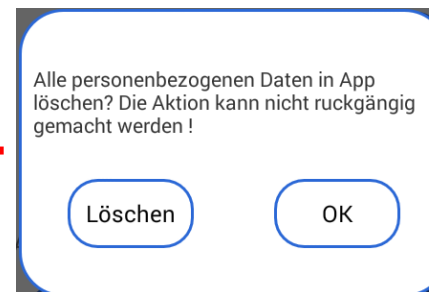 Alle personenbezogenen Daten in App
löschen? Die Aktion kann nicht ruckgängig
gemacht werden !
Löschen OK